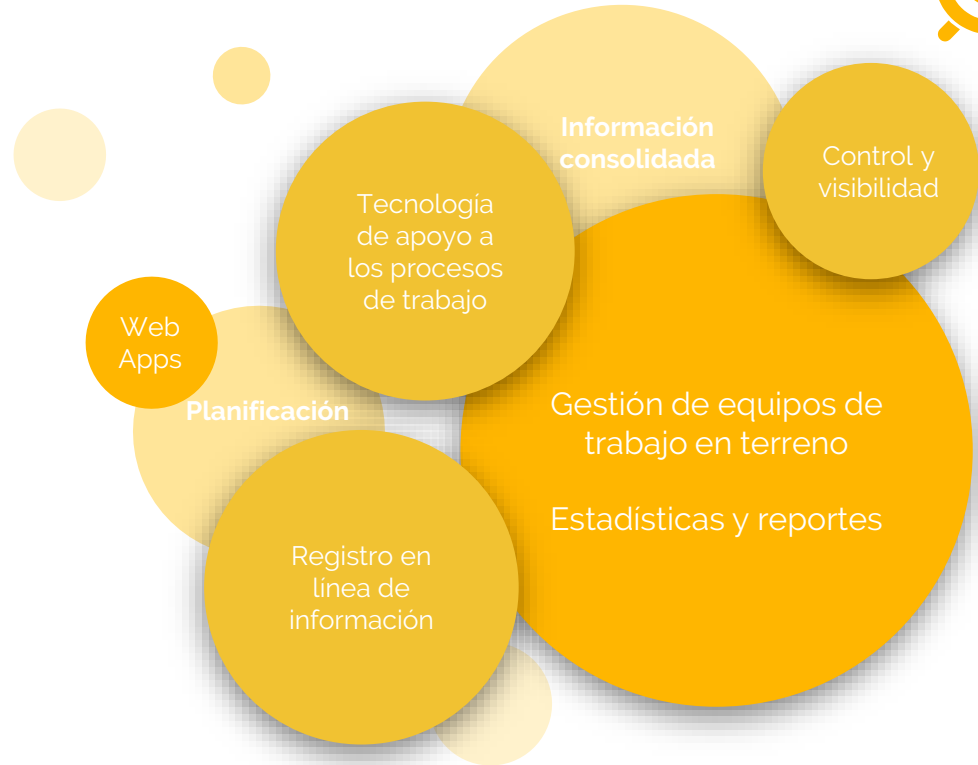 Información
consolidada
Control y
visibilidad
Tecnología
de apoyo a
los procesos
de trabajo
Web
Apps
Planificación
Gestión de equipos de
trabajo en terreno
Estadísticas y reportes
Registro en
línea de
información